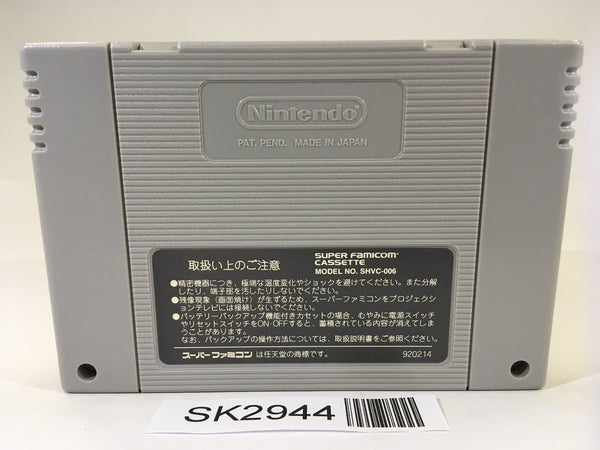 Nintendo
PAT. PEND. MADE IN JAPAN
取扱い上のご注意
SUPER FAMICOM
CASSETTE
MODEL NO. SHVC-006
●精密機器につき、極端な温度変化やショックを避けてください。また分解
したり、端子部を汚したりしないでください。
●残像現象（画面焼け）が生ずるため、スーパーファミコンをプロジェクシ
ョンテレビには接続しないでください。
●バッテリーバックアップ機能付きカセットの場合、むやみに電源スイッチ
やリセットスイッチをON・OFFすると、蓄積されている内容が消えてしま
うことがあります。
なお、バックアップの操作方法については、取扱説明書をご参照ください。
スーパーファミコンは任天堂の商標です。
920214
SK2944